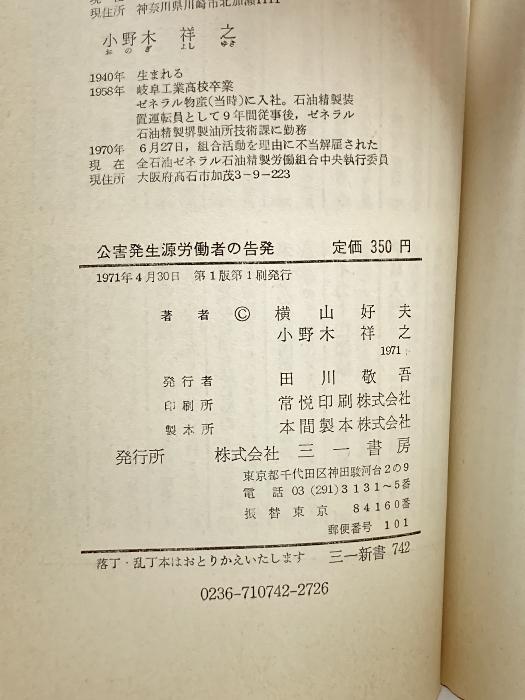 現住所 神奈川県川崎市北加瀬
小野木 祥之
おのぎ よしゆき
1940年 生まれる
1958年 岐阜工業高校卒業
ゼネラル物産(当時)に入社。石油精製装
置運転員として9年間従事後,ゼネラル
石油精製堺製油所技術課に勤務
1970年 6月27日,組合活動を理由に不当解雇された
現在 全石油ゼネラル石油精製労働組合中央執行委員
現住所 大阪府高石市加茂3-9-223
公害発生源労働者の告発 定価 350 円
1971年4月30日 第1版第1刷発行
著者 © 横山好夫
小野木祥之
1971
発行者 田川敬吾
印刷所 常悦印刷株式会社
製本所 本間製本株式会社
発行所 株式会社 三一書房
東京都千代田区神田駿河台2の9
電話 03 (291) 3131~5番
振替東京 84160番
郵便番号 101
落丁・乱丁本はおとりかえいたします 三一新書 742
0236-710742-2726